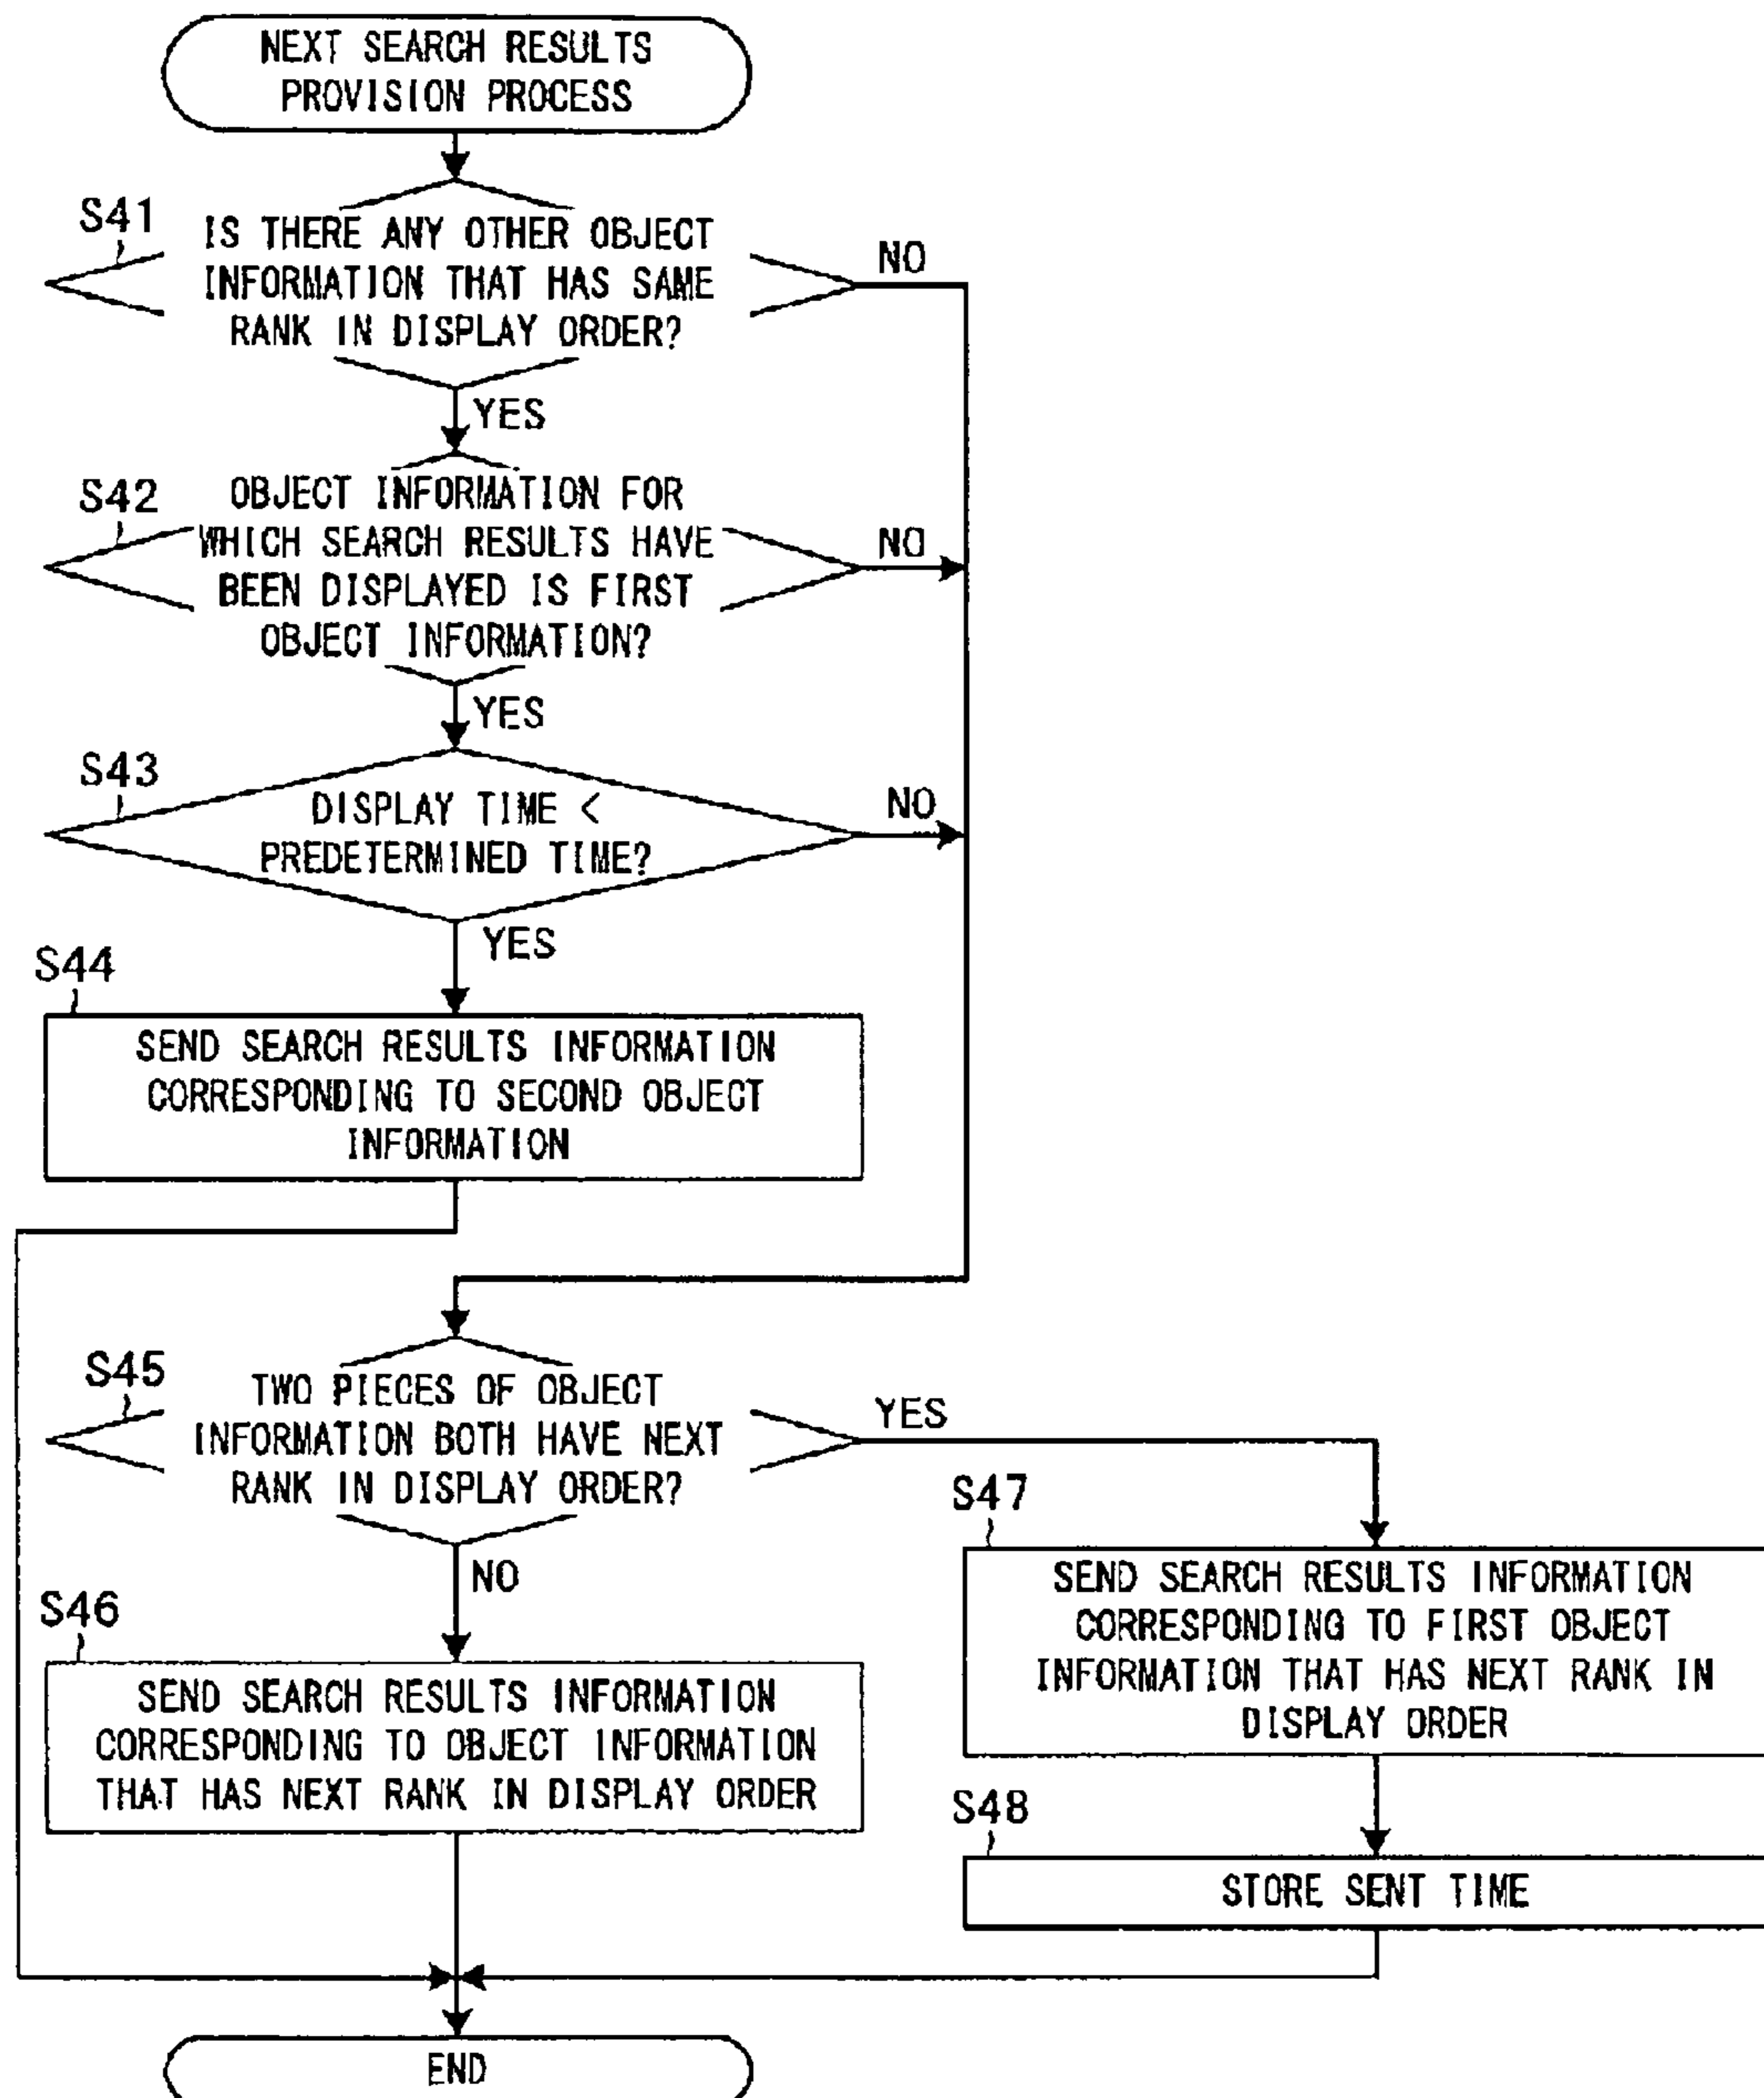 NEXT SEARCH RESULTS
PROVISION PROCESS
S41
IS THERE ANY OTHER OBJECT
INFORMATION THAT HAS SAME
RANK IN DISPLAY ORDER?
NO
YES
S42
OBJECT INFORMATION FOR
WHICH SEARCH RESULTS HAVE
BEEN DISPLAYED IS FIRST
OBJECT INFORMATION?
NO
YES
S43
DISPLAY TIME <
PREDETERMINED TIME?
NO
YES
S44
SEND SEARCH RESULTS INFORMATION
CORRESPONDING TO SECOND OBJECT
INFORMATION
S45
TWO PIECES OF OBJECT
INFORMATION BOTH HAVE NEXT
RANK IN DISPLAY ORDER?
YES
NO
S46
SEND SEARCH RESULTS INFORMATION
CORRESPONDING TO OBJECT INFORMATION
THAT HAS NEXT RANK IN DISPLAY ORDER
S47
SEND SEARCH RESULTS INFORMATION
CORRESPONDING TO FIRST OBJECT
INFORMATION THAT HAS NEXT RANK IN
DISPLAY ORDER
S48
STORE SENT TIME
END